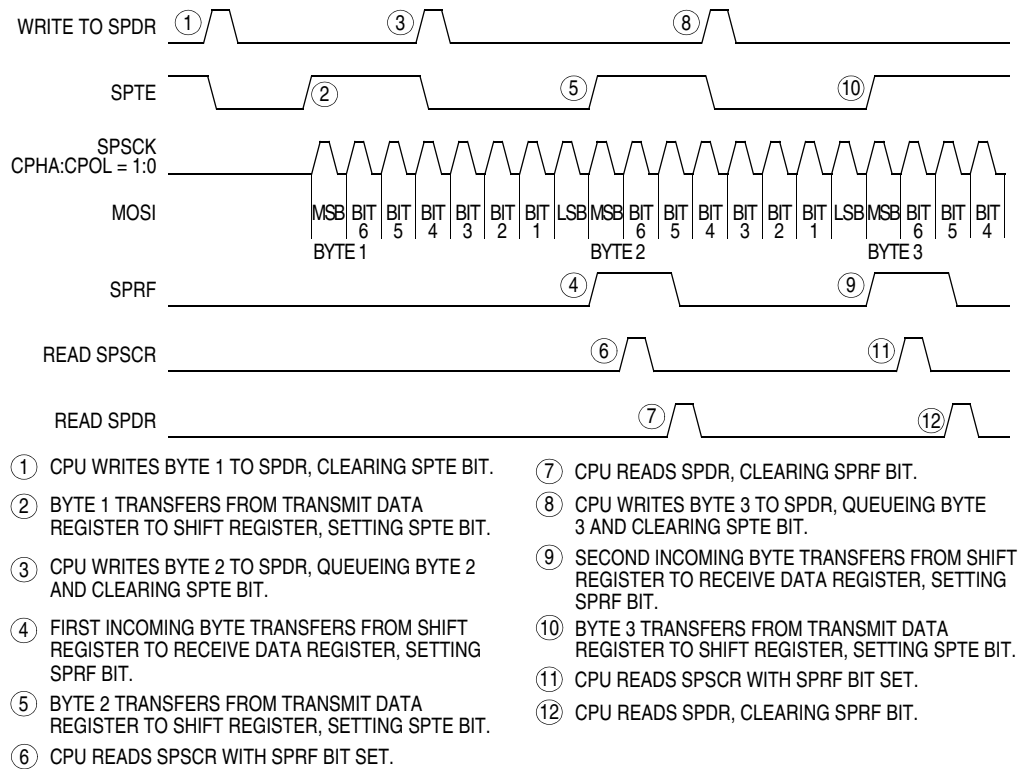 WRITE TO SPDR 1 3 8
SPTE 2 5 10
SPSCK
CPHA:CPOL = 1:0
MOSI MSB BIT 6 BIT 5 BIT 4 BIT 3 BIT 2 BIT 1 LSB MSB BIT 6 BIT 5 BIT 4 BIT 3 BIT 2 BIT 1 LSB MSB BIT 6 BIT 5 BIT 4
BYTE 1 BYTE 2 BYTE 3
SPRF 4 9
READ SPSCR 6 11
READ SPDR 7 12
1 CPU WRITES BYTE 1 TO SPDR, CLEARING SPTE BIT.
2 BYTE 1 TRANSFERS FROM TRANSMIT DATA
REGISTER TO SHIFT REGISTER, SETTING SPTE BIT.
3 CPU WRITES BYTE 2 TO SPDR, QUEUEING BYTE 2
AND CLEARING SPTE BIT.
4 FIRST INCOMING BYTE TRANSFERS FROM SHIFT
REGISTER TO RECEIVE DATA REGISTER, SETTING
SPRF BIT.
5 BYTE 2 TRANSFERS FROM TRANSMIT DATA
REGISTER TO SHIFT REGISTER, SETTING SPTE BIT.
6 CPU READS SPSCR WITH SPRF BIT SET.
7 CPU READS SPDR, CLEARING SPRF BIT.
8 CPU WRITES BYTE 3 TO SPDR, QUEUEING BYTE
3 AND CLEARING SPTE BIT.
9 SECOND INCOMING BYTE TRANSFERS FROM SHIFT
REGISTER TO RECEIVE DATA REGISTER, SETTING
SPRF BIT.
10 BYTE 3 TRANSFERS FROM TRANSMIT DATA
REGISTER TO SHIFT REGISTER, SETTING SPTE BIT.
11 CPU READS SPSCR WITH SPRF BIT SET.
12 CPU READS SPDR, CLEARING SPRF BIT.